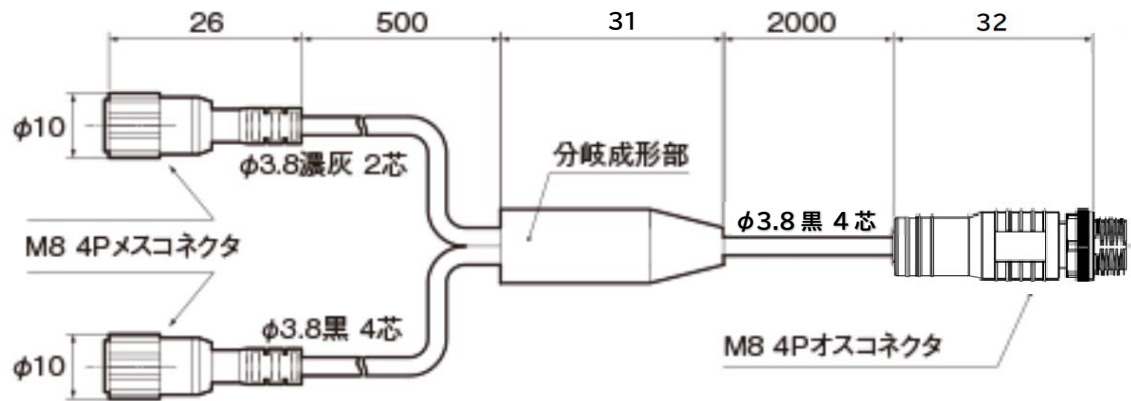 26 500 31 2000 32
φ10
φ3.8濃灰 2芯
分岐成形部
φ3.8 黒 4 芯
M8 4Pメスコネクタ
φ3.8黒 4芯
M8 4Pオスコネクタ
φ10